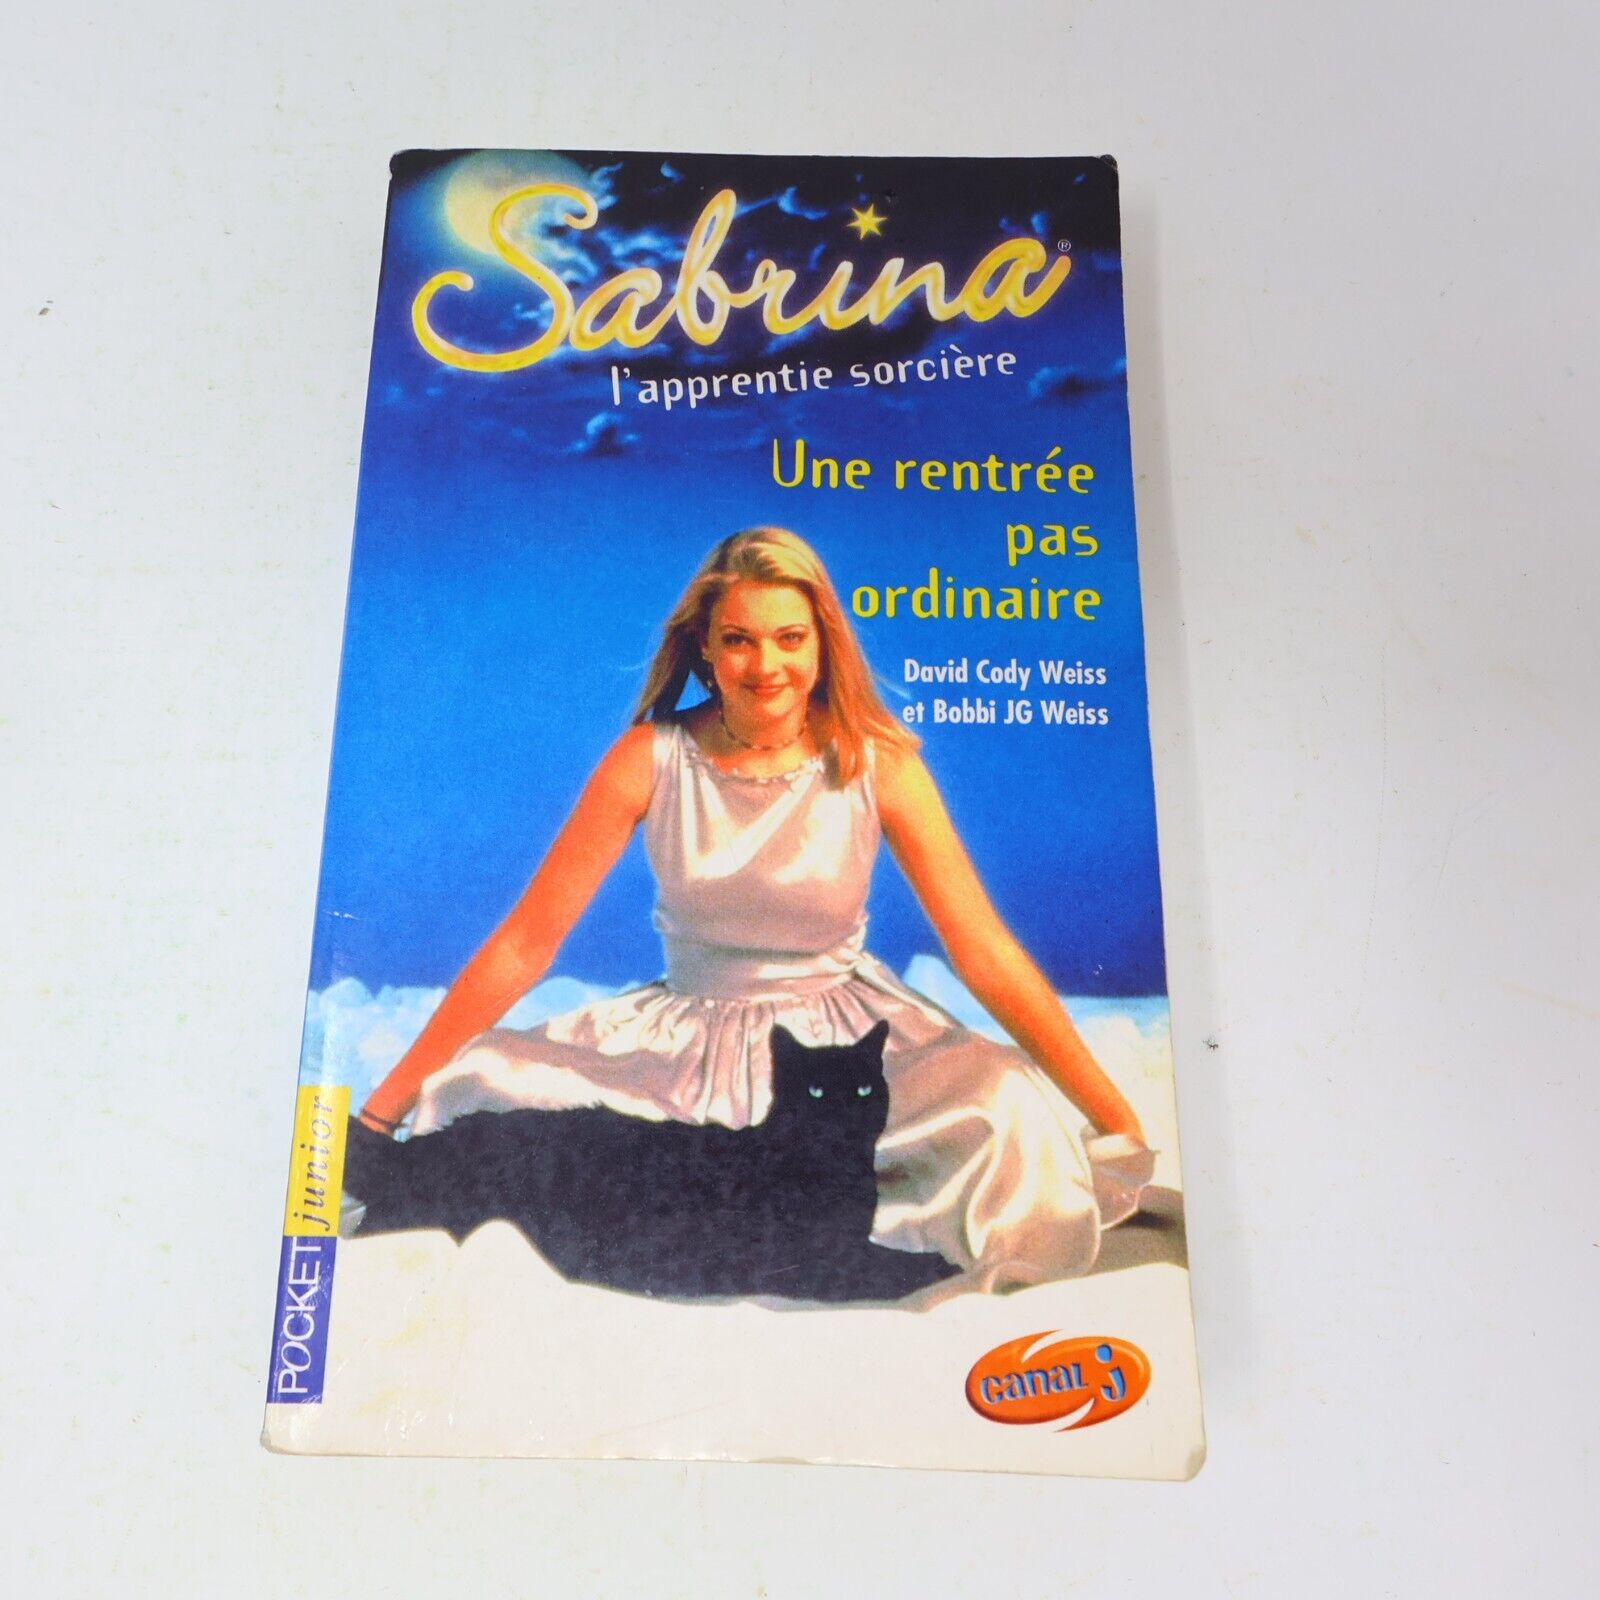 Sabrina®
l'apprentie sorcière
Une rentrée
pas
ordinaire
David Cody Weiss
et Bobbi JG Weiss
POCKET junior
canal j